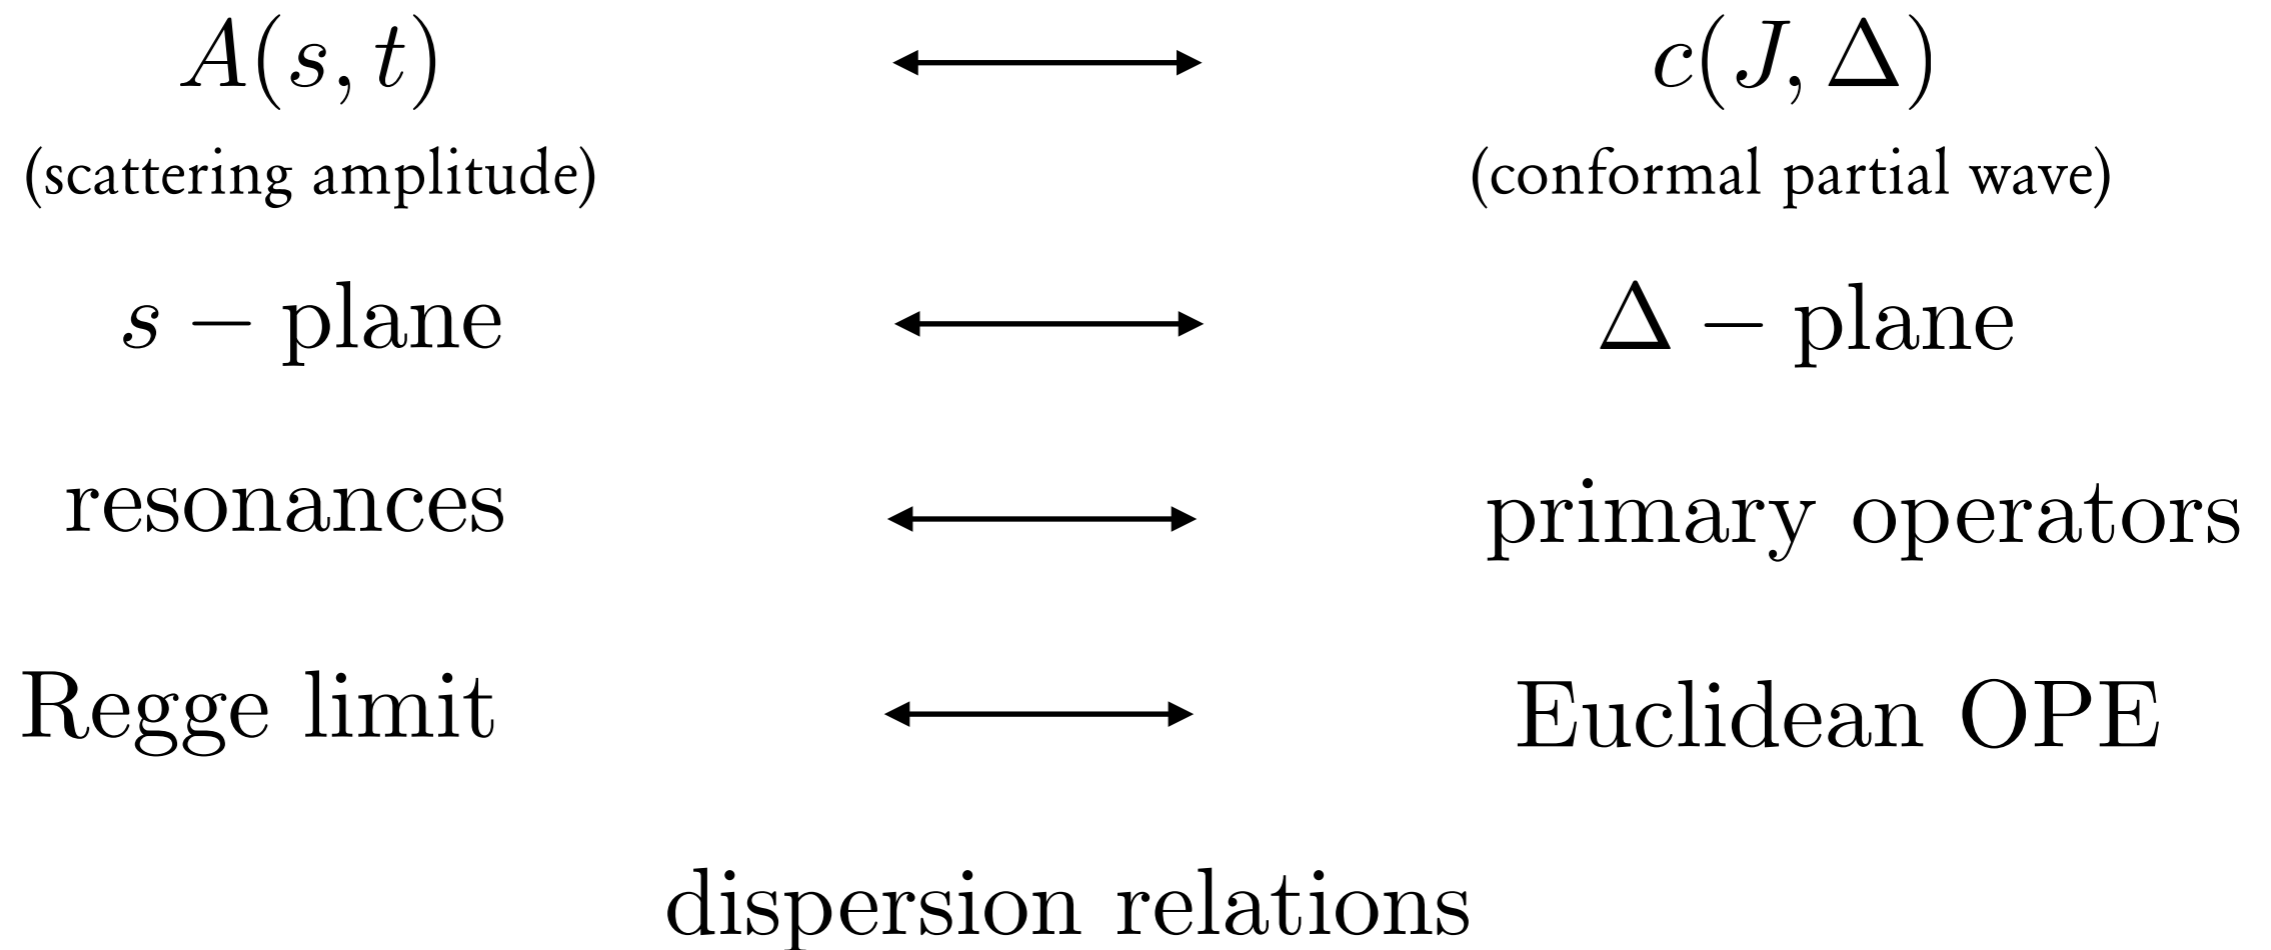 A(s, t) ⟷ c(J, Δ)
(scattering amplitude) (conformal partial wave)
s − plane ⟷ Δ − plane
resonances ⟷ primary operators
Regge limit ⟷ Euclidean OPE
dispersion relations